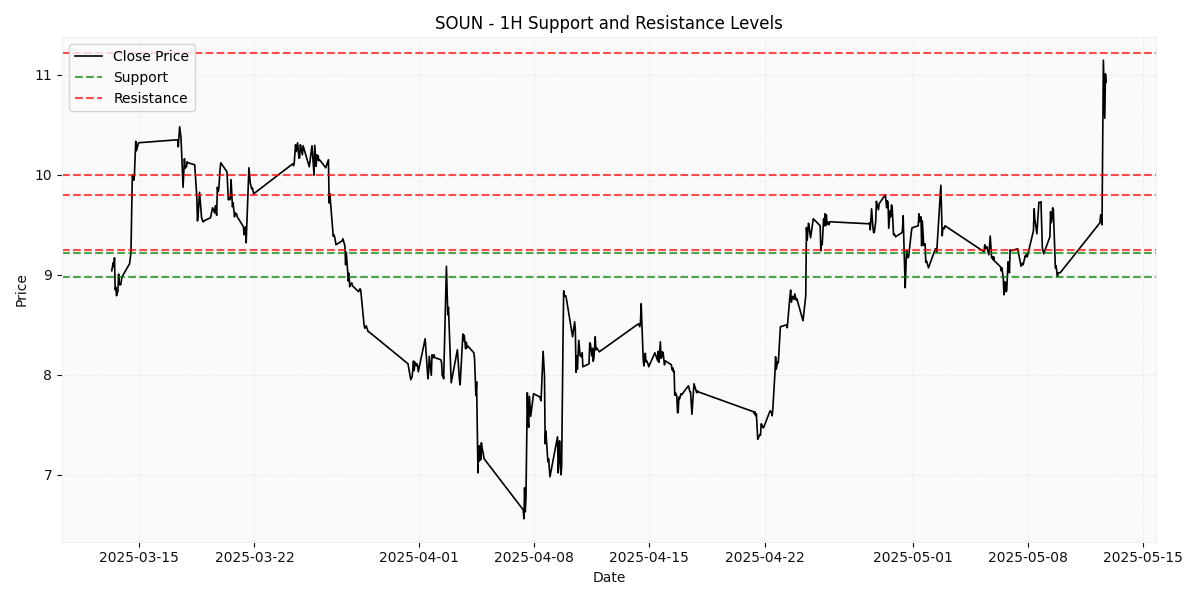 SOUN - 1H Support and Resistance Levels
Close Price
Support
Resistance
Price
11
10
9
8
7
2025-03-15
2025-03-22
2025-04-01
2025-04-08
2025-04-15
2025-04-22
2025-05-01
2025-05-08
2025-05-15
Date